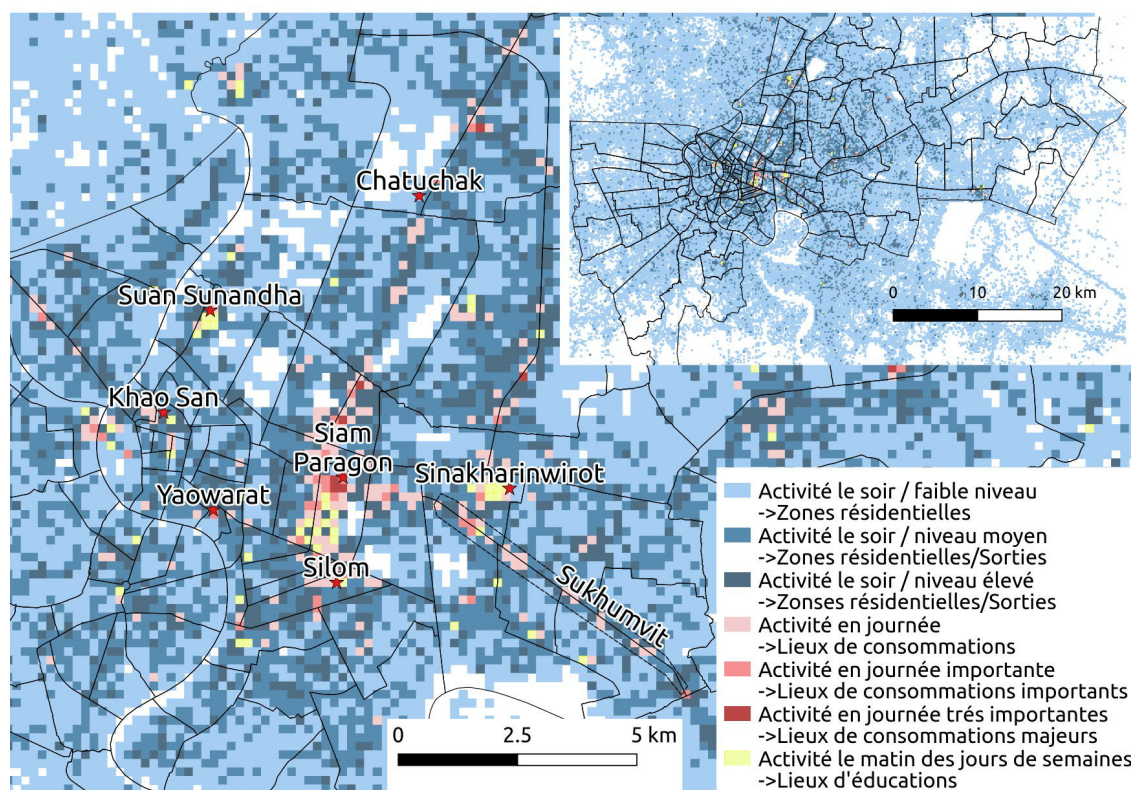 Chatuchak
Suan Sunandha
Khao San
Siam
Paragon
Sinakharinwirot
Yaowarat
Silom
Sukhumvit
0 10 20 km
0 2.5 5 km
Activité le soir / faible niveau
->Zones résidentielles
Activité le soir / niveau moyen
->Zones résidentielles/Sorties
Activité le soir / niveau élevé
->Zonses résidentielles/Sorties
Activité en journée
->Lieux de consommations
Activité en journée importante
->Lieux de consommations importants
Activité en journée trés importantes
->Lieux de consommations majeurs
Activité le matin des jours de semaines
->Lieux d'éducations